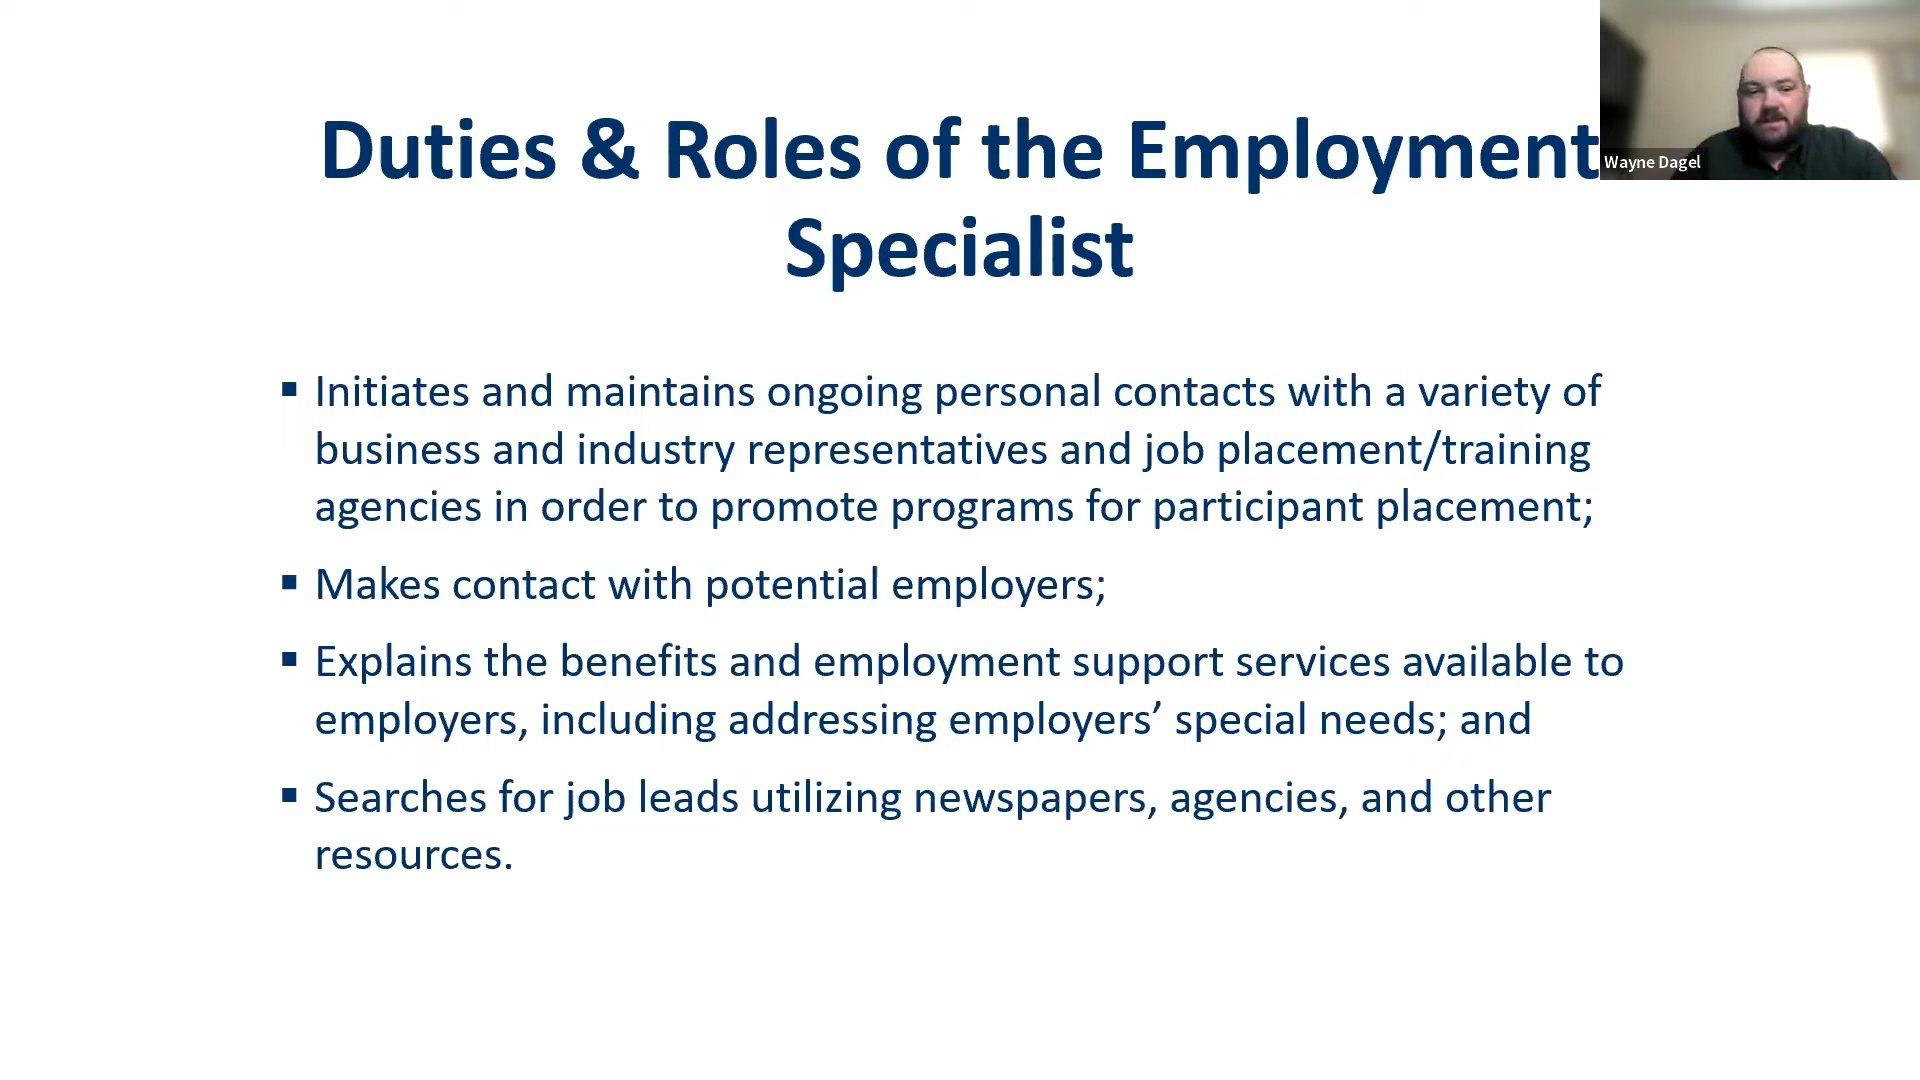 Duties & Roles of the Employment
Specialist
Wayne Dagel
▪ Initiates and maintains ongoing personal contacts with a variety of
business and industry representatives and job placement/training
agencies in order to promote programs for participant placement;
▪ Makes contact with potential employers;
▪ Explains the benefits and employment support services available to
employers, including addressing employers’ special needs; and
▪ Searches for job leads utilizing newspapers, agencies, and other
resources.